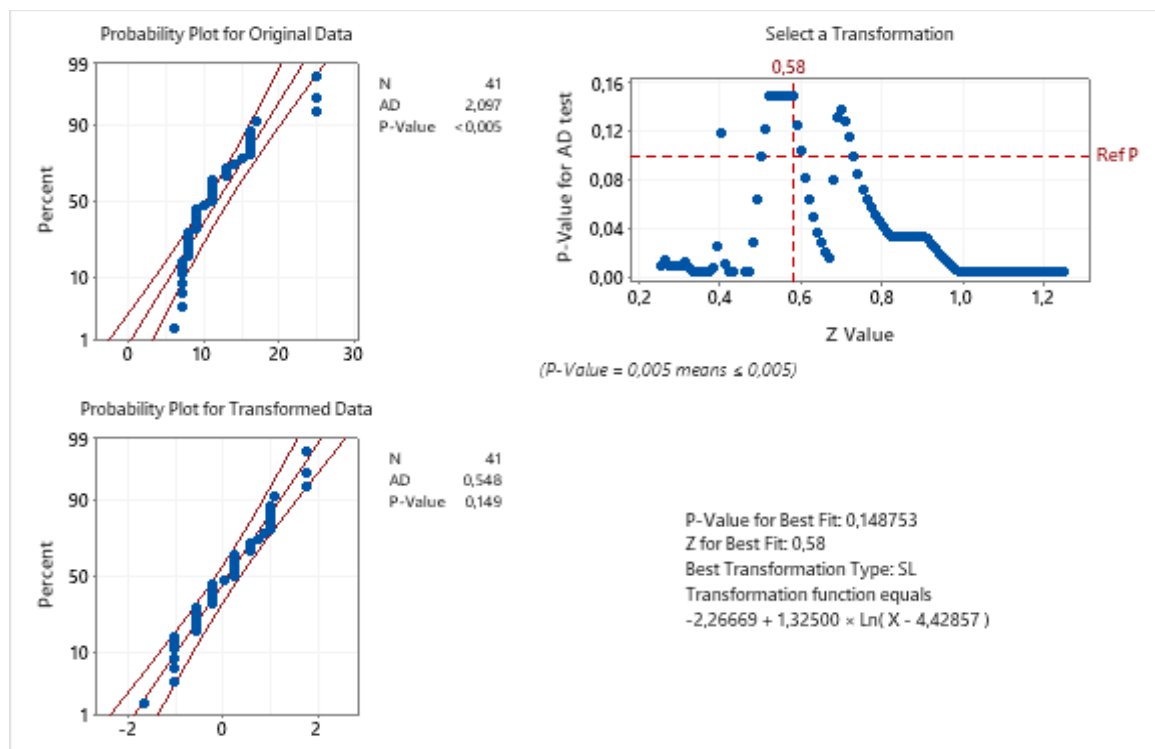 Probability Plot for Original Data
99
90
50
10
1
Percent
0
10
20
30
N 41
AD 2,097
P-Value <0,005
Select a Transformation
0,58
0,16
0,12
0,08
0,04
0,00
P-Value for AD test
Ref P
0,2
0,4
0,6
0,8
1,0
1,2
Z Value
(P-Value = 0,005 means ≤ 0,005)
Probability Plot for Transformed Data
99
90
50
10
1
Percent
-2
0
2
N 41
AD 0,548
P-Value 0,149
P-Value for Best Fit: 0,148753
Z for Best Fit: 0,58
Best Transformation Type: SL
Transformation function equals
-2,26669 + 1,32500 × Ln( X - 4,42857 )